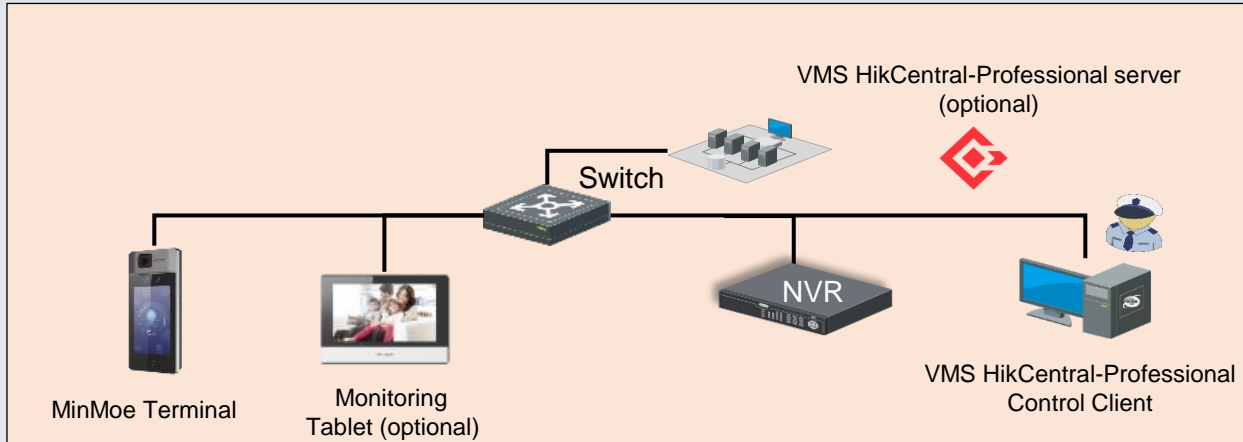 VMS HikCentral-Professional server
(optional)
Switch
NVR
MinMoe Terminal
Monitoring
Tablet (optional)
VMS HikCentral-Professional
Control Client